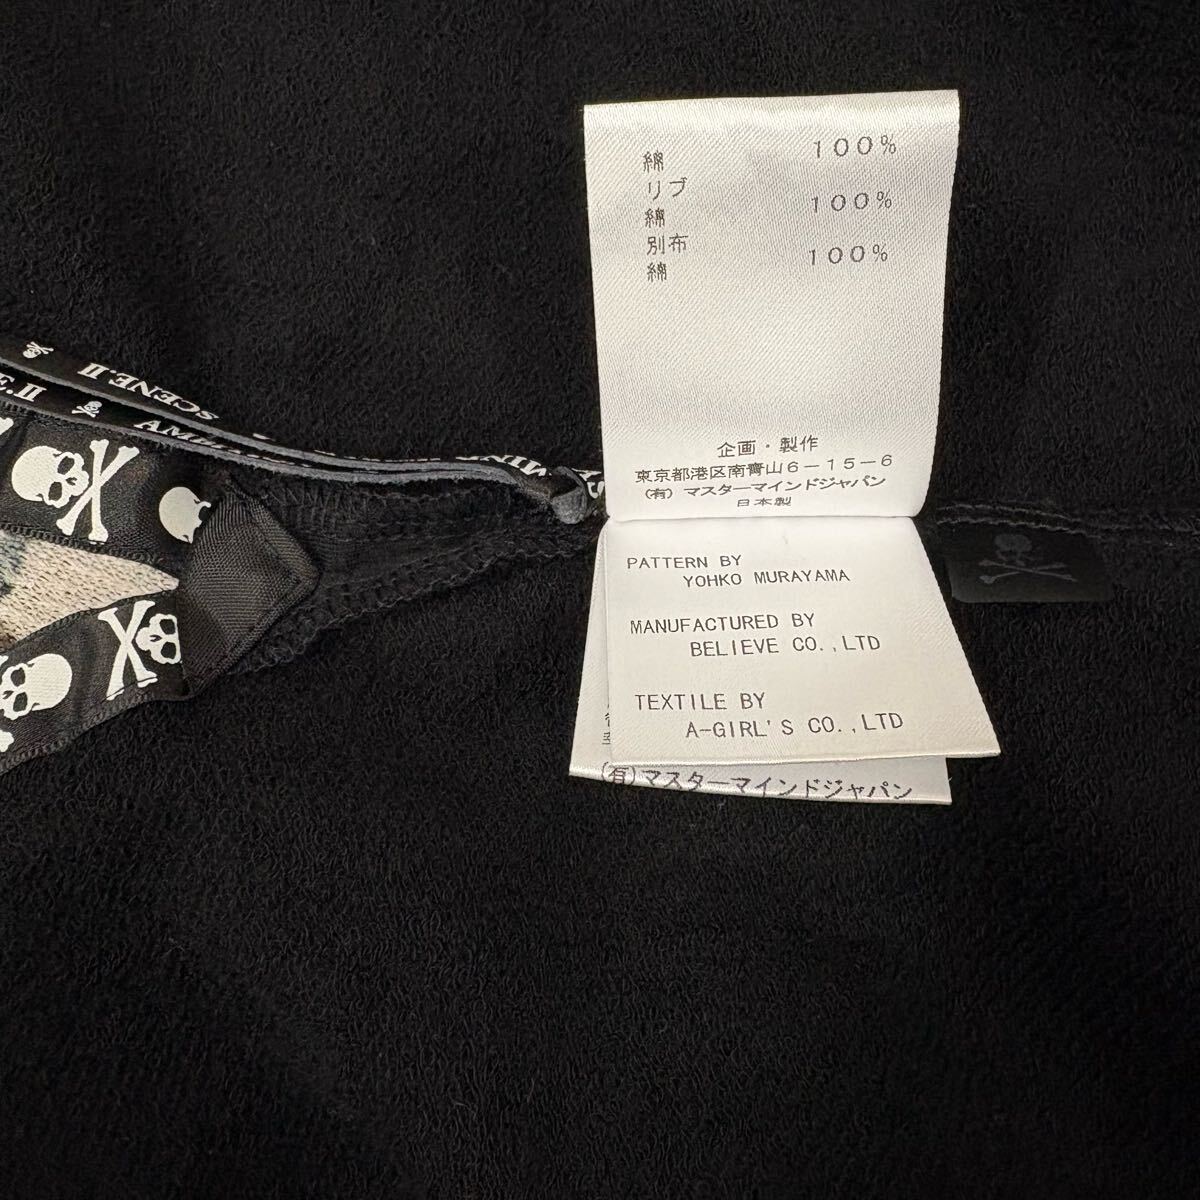 綿 100%
リブ
綿 100%
別布
綿 100%
企画・製作
東京都港区南青山6-15-6
(有) マスターマインドジャパン
日本製
PATTERN BY
YOHKO MURAYAMA
MANUFACTURED BY
BELIEVE CO.,LTD
TEXTILE BY
A-GIRL'S CO.,LTD
(有)マスターマインドジャパン
SCENE.II